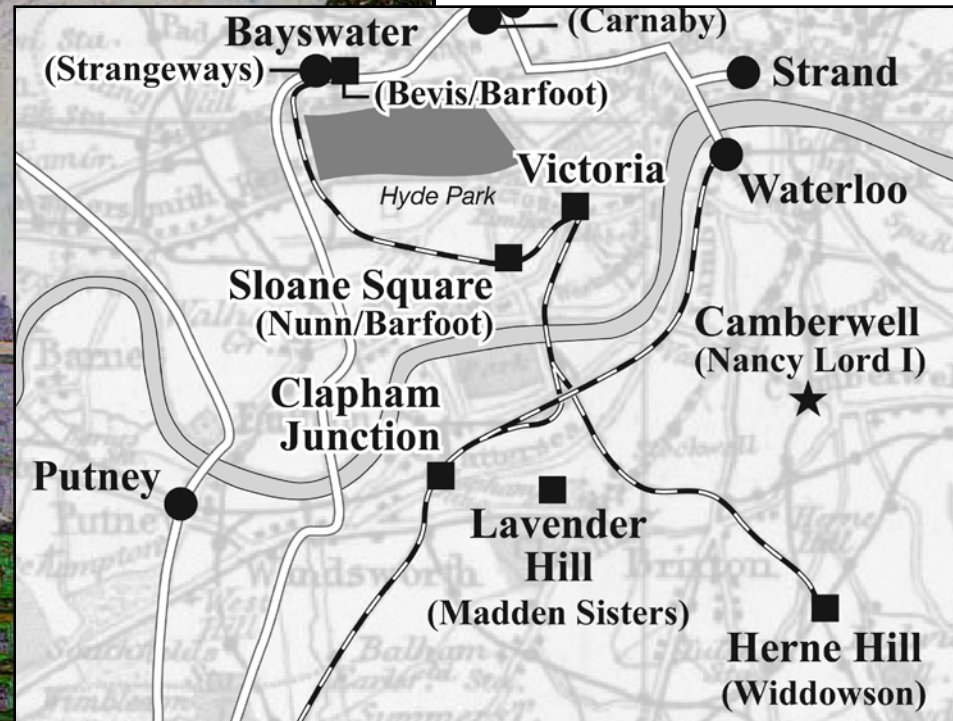 (Carnaby)
Bayswater
(Strangeways)
(Bevis/Barfoot)
Strand
Victoria
Hyde Park
Waterloo
Sloane Square
(Nunn/Barfoot)
Camberwell
(Nancy Lord I)
Clapham
Junction
Putney
Lavender
Hill
(Madden Sisters)
Herne Hill
(Widdowson)